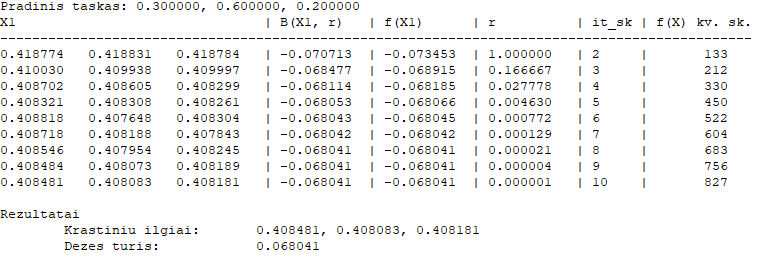 Pradinis taskas: 0.300000, 0.600000, 0.200000
X1 | B(X1, r) | f(X1) | r | it_sk | f(X) kv. sk.
--------------------------------------------------------------------------------
0.418774 0.418831 0.418784 | -0.070713 | -0.073453 | 1.000000 | 2 | 133
0.410030 0.409938 0.409997 | -0.068477 | -0.068915 | 0.166667 | 3 | 212
0.408702 0.408605 0.408299 | -0.068114 | -0.068185 | 0.027778 | 4 | 330
0.408321 0.408308 0.408261 | -0.068053 | -0.068066 | 0.004630 | 5 | 450
0.408818 0.407648 0.408304 | -0.068043 | -0.068045 | 0.000772 | 6 | 522
0.408718 0.408188 0.407843 | -0.068042 | -0.068042 | 0.000129 | 7 | 604
0.408546 0.407954 0.408245 | -0.068041 | -0.068041 | 0.000021 | 8 | 683
0.408484 0.408073 0.408189 | -0.068041 | -0.068041 | 0.000004 | 9 | 756
0.408481 0.408083 0.408181 | -0.068041 | -0.068041 | 0.000001 | 10 | 827
Rezultatai
Krastiniu ilgiai: 0.408481, 0.408083, 0.408181
Dezes turis: 0.068041